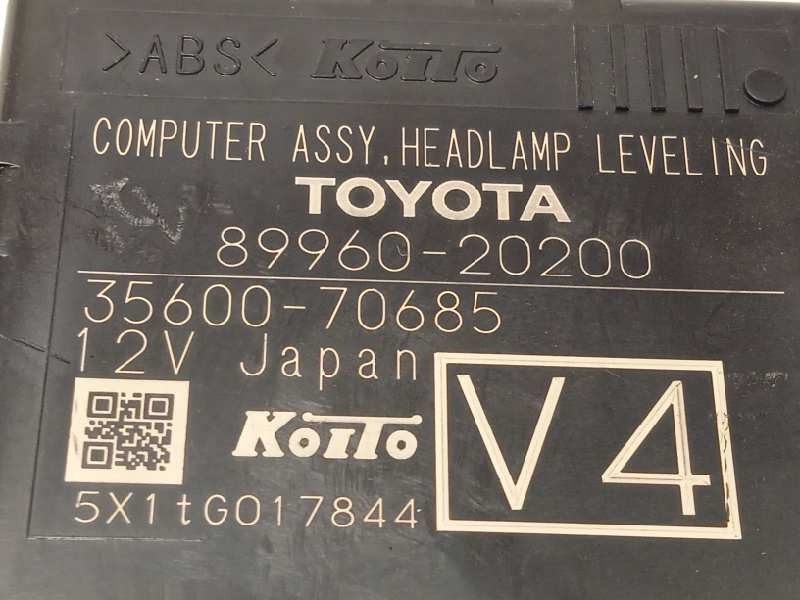 >ABS< KOITO
COMPUTER ASSY, HEADLAMP LEVELING
TOYOTA
89960-20200
35600-70685
12V Japan
V4
KOITO
5X1tG017844